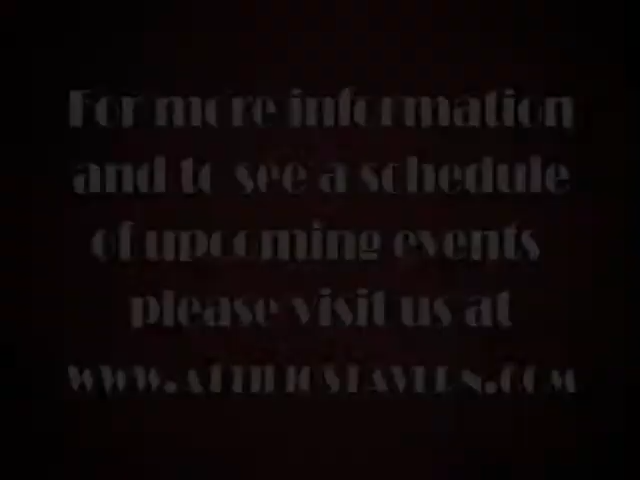 For more information
and to see a schedule
of upcoming events
please visit us at